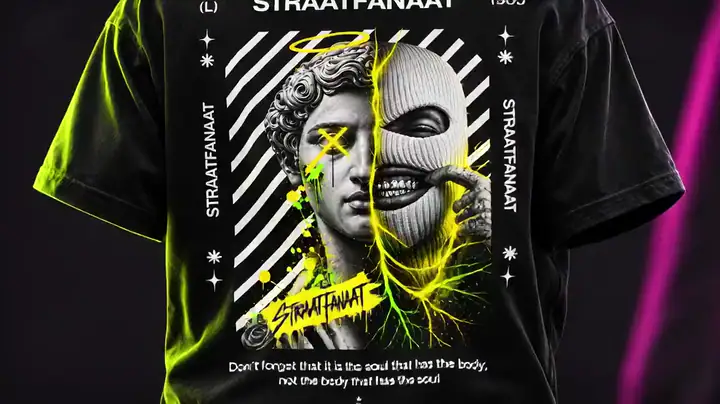 (L)
STRAATFANAAT
STRAATFANAAT
STRAATFANAAT
STRAATFANAAT
Don't forget that it is the soul that has the body,
not the body that has the soul